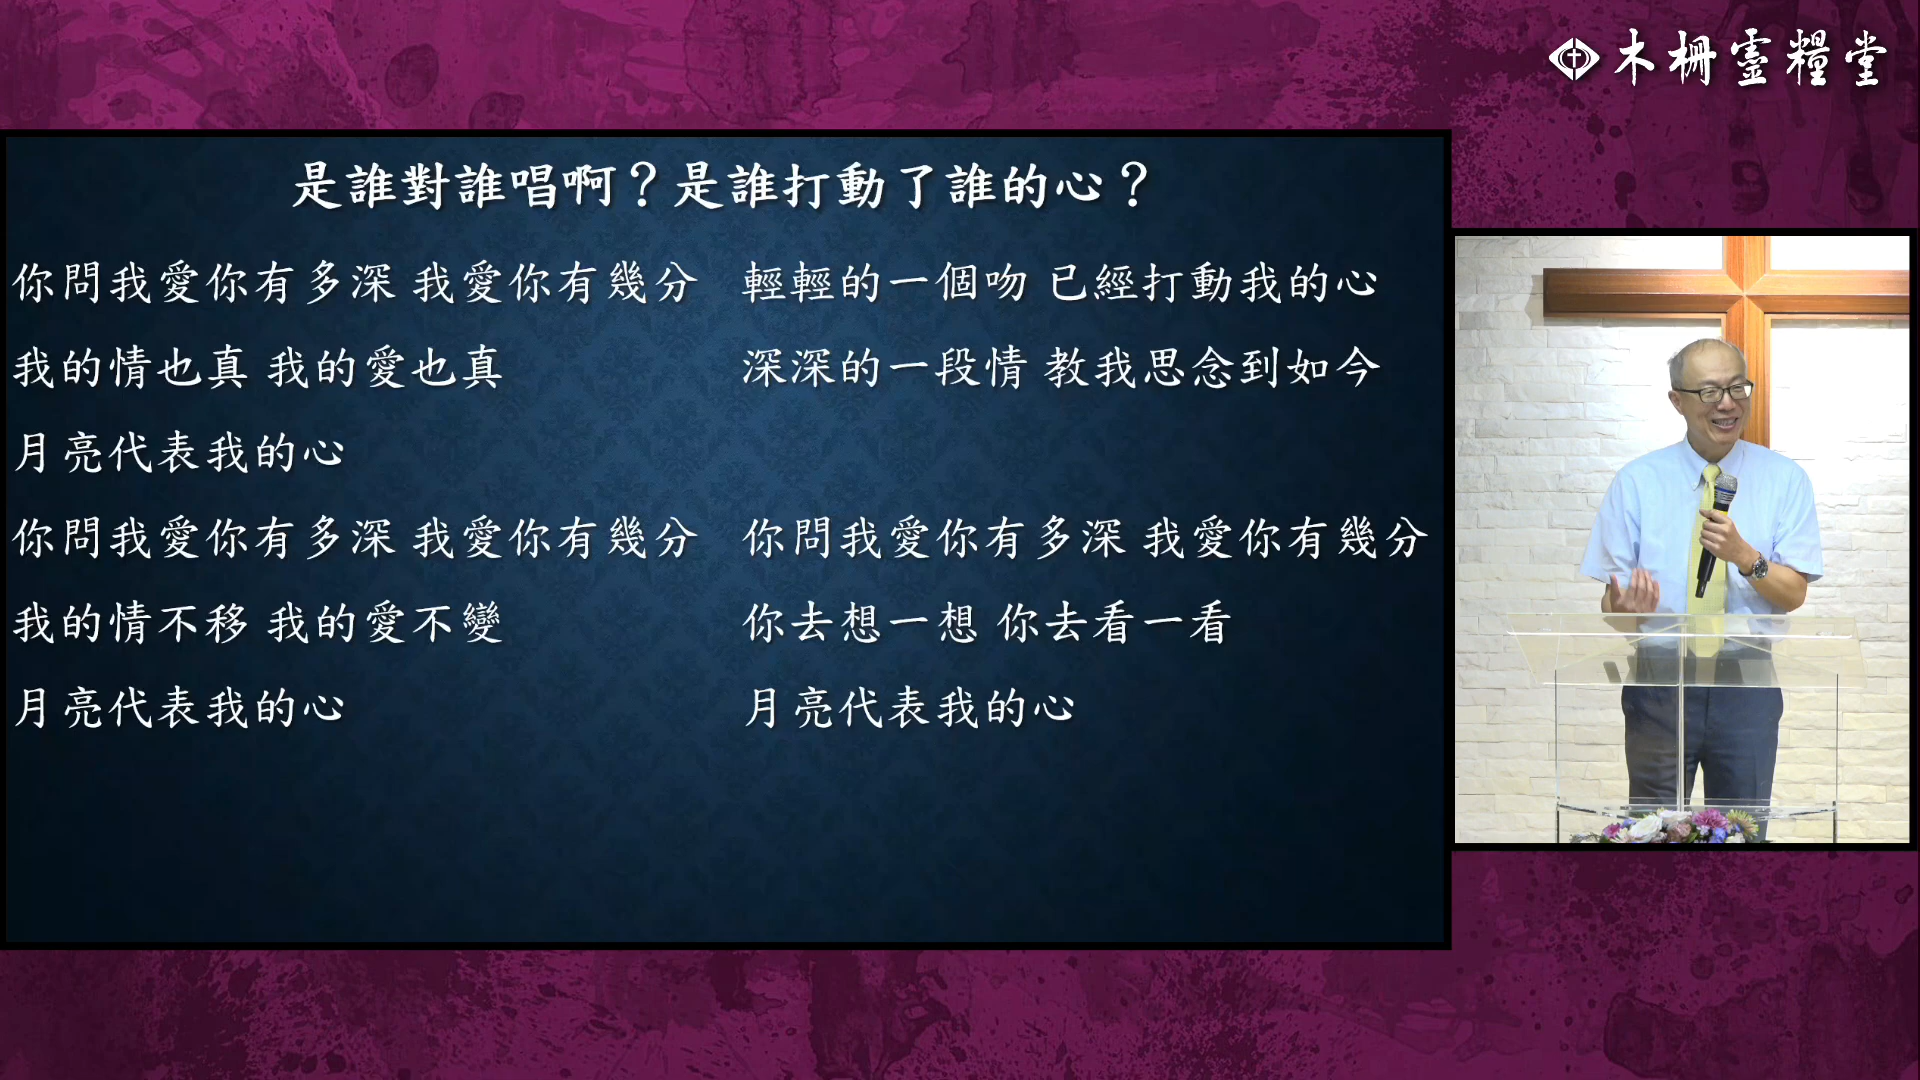 木柵靈糧堂
是誰對誰唱啊？是誰打動了誰的心？
你問我愛你有多深 我愛你有幾分
我的情也真 我的愛也真
月亮代表我的心
你問我愛你有多深 我愛你有幾分
我的情不移 我的愛不變
月亮代表我的心
輕輕的一個吻 已經打動我的心
深深的一段情 教我思念到如今
你問我愛你有多深 我愛你有幾分
你去想一想 你去看一看
月亮代表我的心